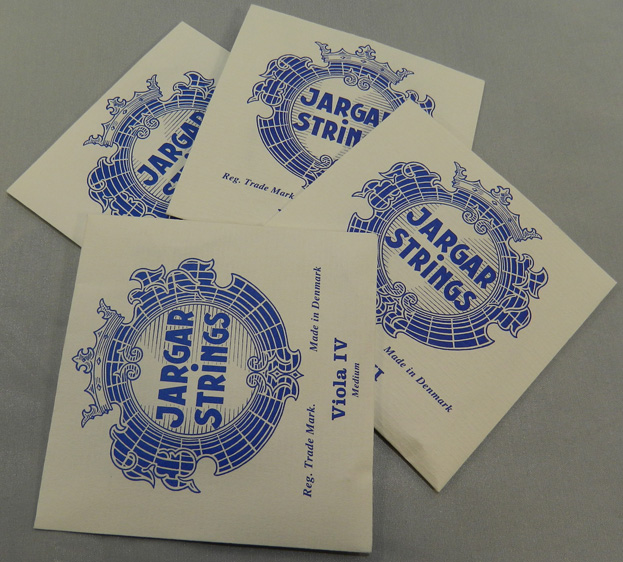 JARGAR
STRiNGS
JARGAR
STRiNGS
Reg. Trade Mark
JARGAR
STRiNGS
Made in Denmark
JARGAR
STRiNGS
Reg. Trade Mark. Made in Denmark
Viola IV
Medium